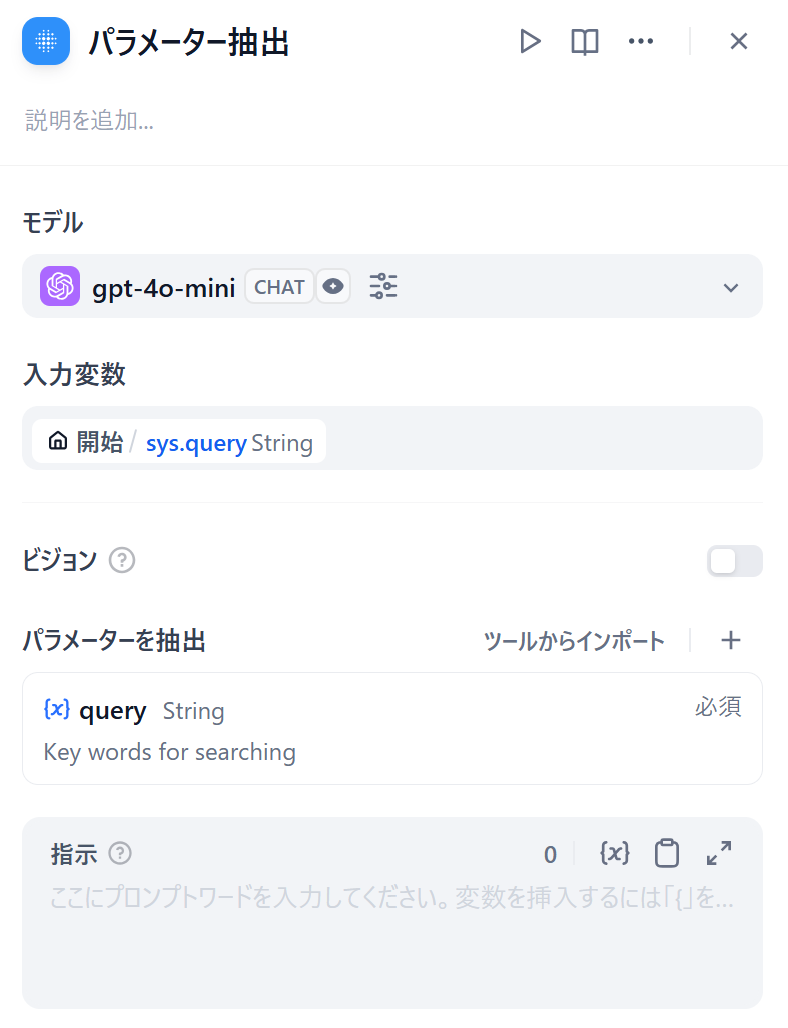 パラメーター抽出
説明を追加...
モデル
gpt-4o-mini CHAT
入力変数
開始 / sys.query String
ビジョン
パラメーターを抽出 ツールからインポート
{x} query String 必須
Key words for searching
指示 0 {x}
ここにプロンプトワードを入力してください。変数を挿入するには「{」を...